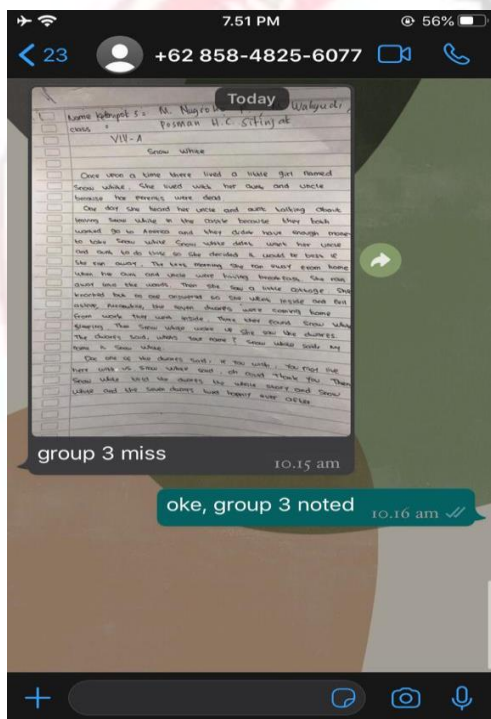 7.51 PM
56%
23
+62 858-4825-6077
Today
Name Kelompok 5 : M. Nugroho Wahyudi,
class : Posman H.C. Sitinjak
VIII-A
Snow White
Once upon a time there lived a little girl named
Snow white. She lived with her aunt and uncle
because her parents were dead
One day she heard her uncle and aunt talking about
leaving Snow white in the castle because they both
wanted go to America and they didn't have enough money
to take Snow white Snow white didnt want her uncle
and aunt to do this so she decided it would be best if
she ran away. The next morning she ran away from home
when her aunt and uncle were having breakfast. She ran
away into the woods. Then she saw a little cottage she
knocked but no one answered so she went inside and fell
asleep. Meanwhile, the seven dwarfs were coming home
from work they went inside. There they found Snow white
sleeping. Then Snow white woke up she saw the dwarfs.
The dwarfs said, whats your name? Snow white said, My
name is Snow white.
One of the dwarfs said, if you wish, You may live
here with us Snow white said, oh could Thank You Then
Snow white told the dwarfs the whole story and Snow
white and the seven dwarfs lived happily ever after
group 3 miss
10.15 am
oke, group 3 noted
10.16 am